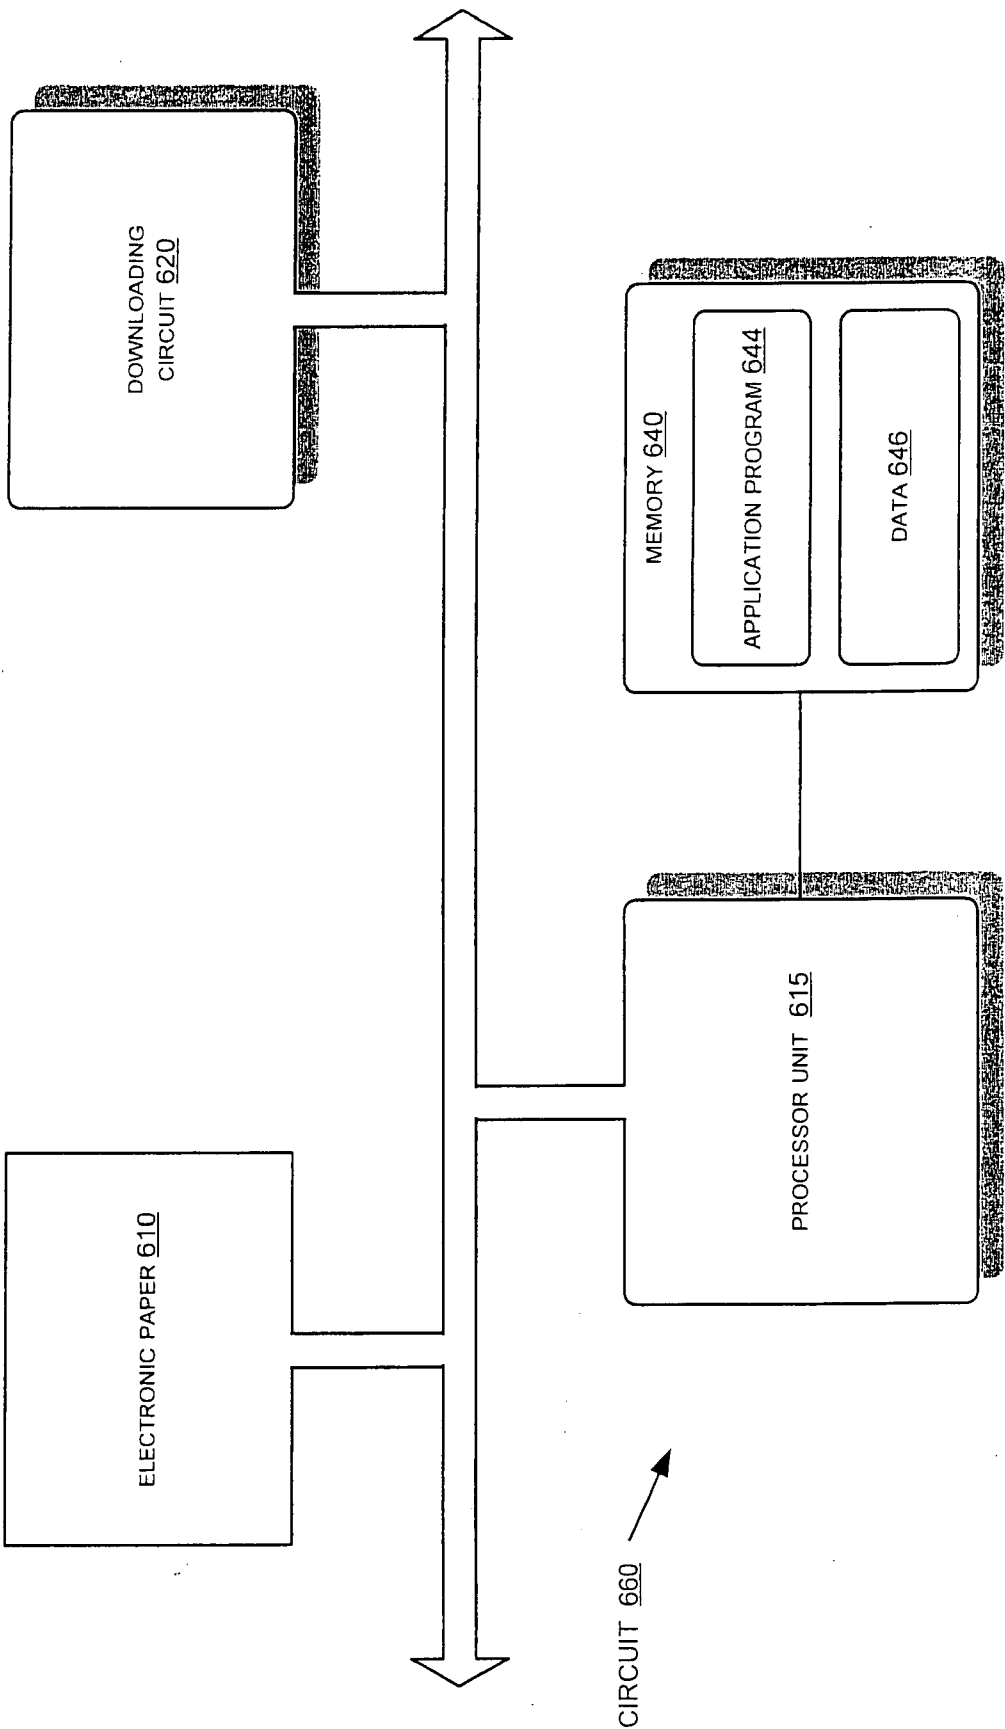 ELECTRONIC PAPER 610
DOWNLOADING
CIRCUIT 620
CIRCUIT 660
PROCESSOR UNIT 615
MEMORY 640
APPLICATION PROGRAM 644
DATA 646